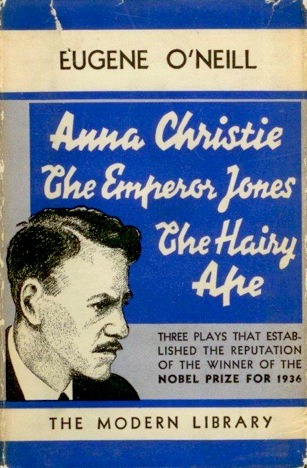 EUGENE O'NEILL
Anna Christie
The Emperor Jones
The Hairy
Ape
THREE PLAYS THAT ESTAB-
LISHED THE REPUTATION
OF THE WINNER OF THE
NOBEL PRIZE FOR 1936
THE MODERN LIBRARY